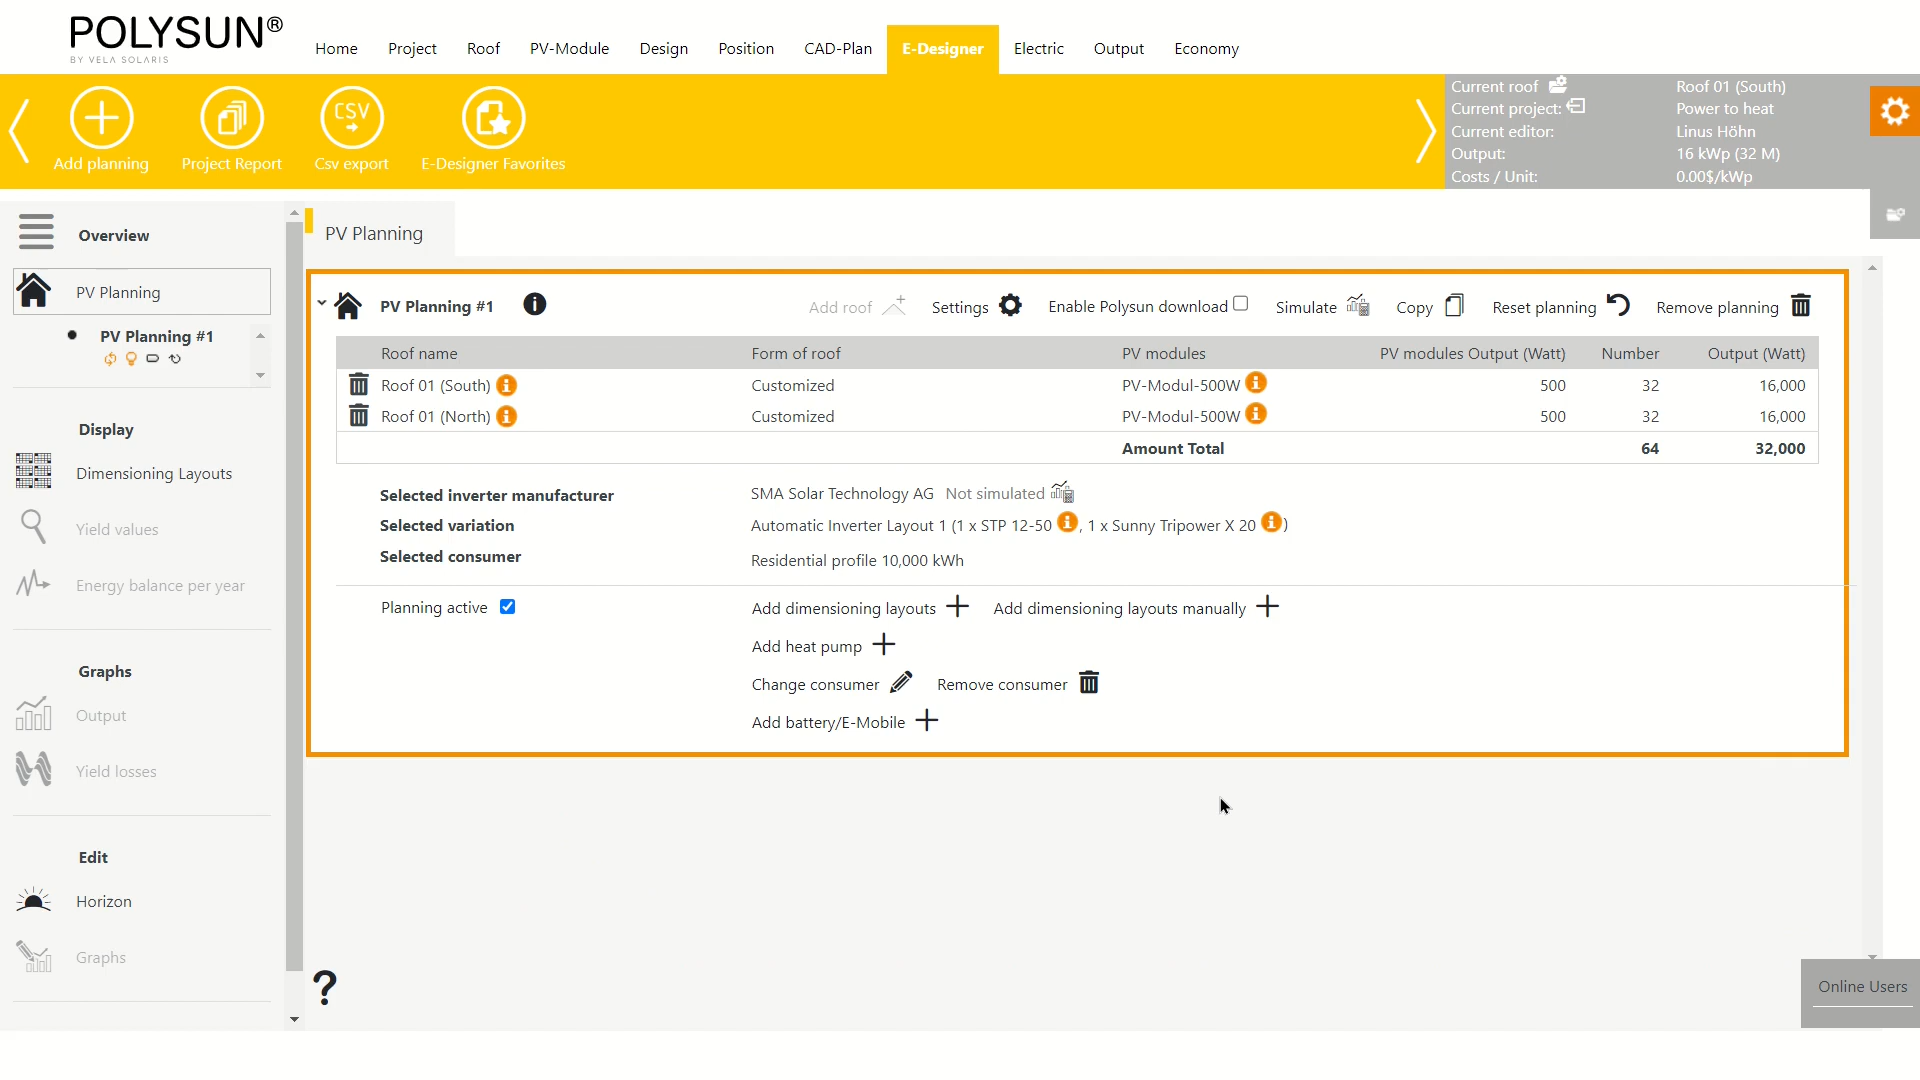 POLYSUN®
BY VELA SOLARIS
Home Project Roof PV-Module Design Position CAD-Plan E-Designer Electric Output Economy
Add planning Project Report Csv export E-Designer Favorites
CSV
Current roof Roof 01 (South)
Current project: Power to heat
Current editor: Linus Höhn
Output: 16 kWp (32 M)
Costs / Unit: 0.00$/kWp
Overview
PV Planning
PV Planning #1
Display
Dimensioning Layouts
Yield values
Energy balance per year
Graphs
Output
Yield losses
Edit
Horizon
Graphs
PV Planning
PV Planning #1 Add roof Settings Enable Polysun download Simulate Copy Reset planning Remove planning
Roof name Form of roof PV modules PV modules Output (Watt) Number Output (Watt)
Roof 01 (South) Customized PV-Modul-500W 500 32 16,000
Roof 01 (North) Customized PV-Modul-500W 500 32 16,000
Amount Total 64 32,000
Selected inverter manufacturer SMA Solar Technology AG Not simulated
Selected variation Automatic Inverter Layout 1 (1 x STP 12-50 , 1 x Sunny Tripower X 20 )
Selected consumer Residential profile 10,000 kWh
Planning active Add dimensioning layouts Add dimensioning layouts manually
Add heat pump
Change consumer Remove consumer
Add battery/E-Mobile
?
Online Users